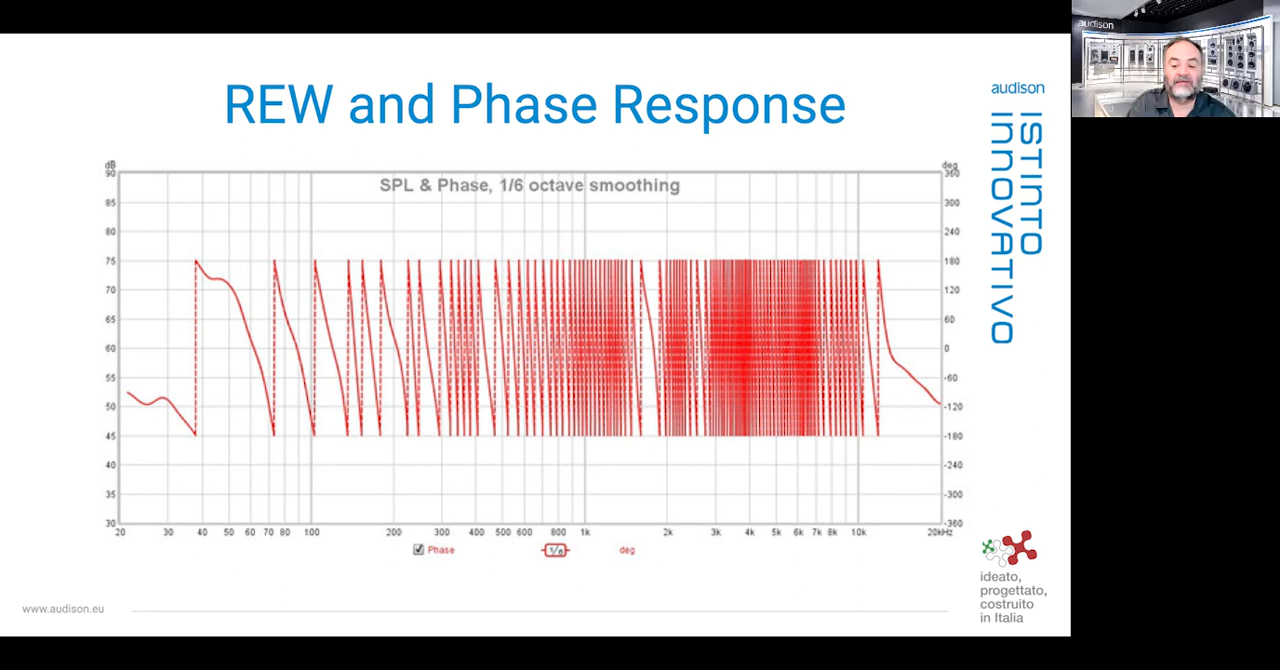 audison
REW and Phase Response
audison
ISTINTO
INNOVATIVO
dB
deg
SPL & Phase, 1/6 octave smoothing
90
85
80
75
70
65
60
55
50
45
40
35
30
360
300
240
180
120
60
0
-60
-120
-180
-240
-300
-360
20 30 40 50 60 70 80 100 200 300 400 500 600 800 1k 2k 3k 4k 5k 6k 7k 8k 10k 20kHz
Phase 1/6 deg
ideato,
progettato,
costruito
in Italia
www.audison.eu